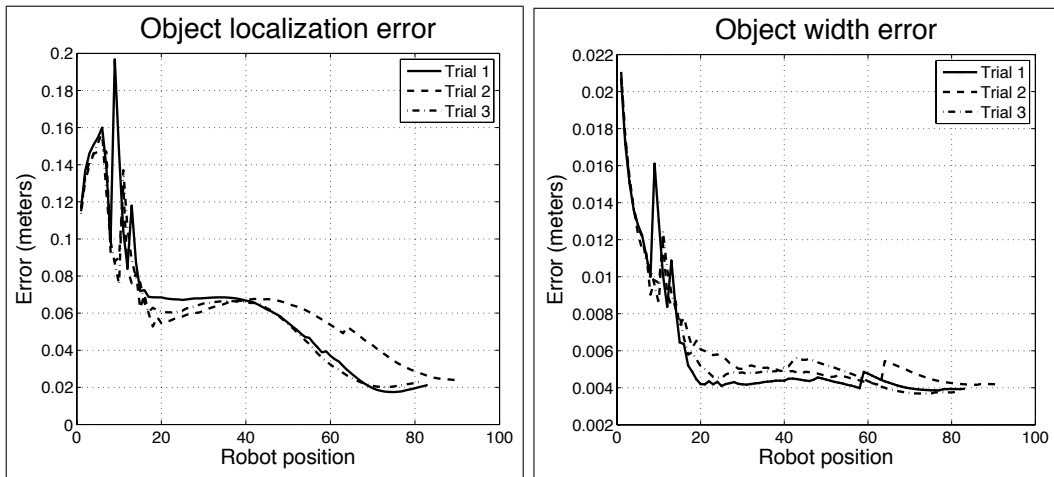 Object localization error
0.2
0.18
0.16
0.14
0.12
0.1
0.08
0.06
0.04
0.02
0
Error (meters)
Trial 1
Trial 2
Trial 3
0 20 40 60 80 100
Robot position
Object width error
0.022
0.02
0.018
0.016
0.014
0.012
0.01
0.008
0.006
0.004
0.002
Error (meters)
Trial 1
Trial 2
Trial 3
0 20 40 60 80 100
Robot position